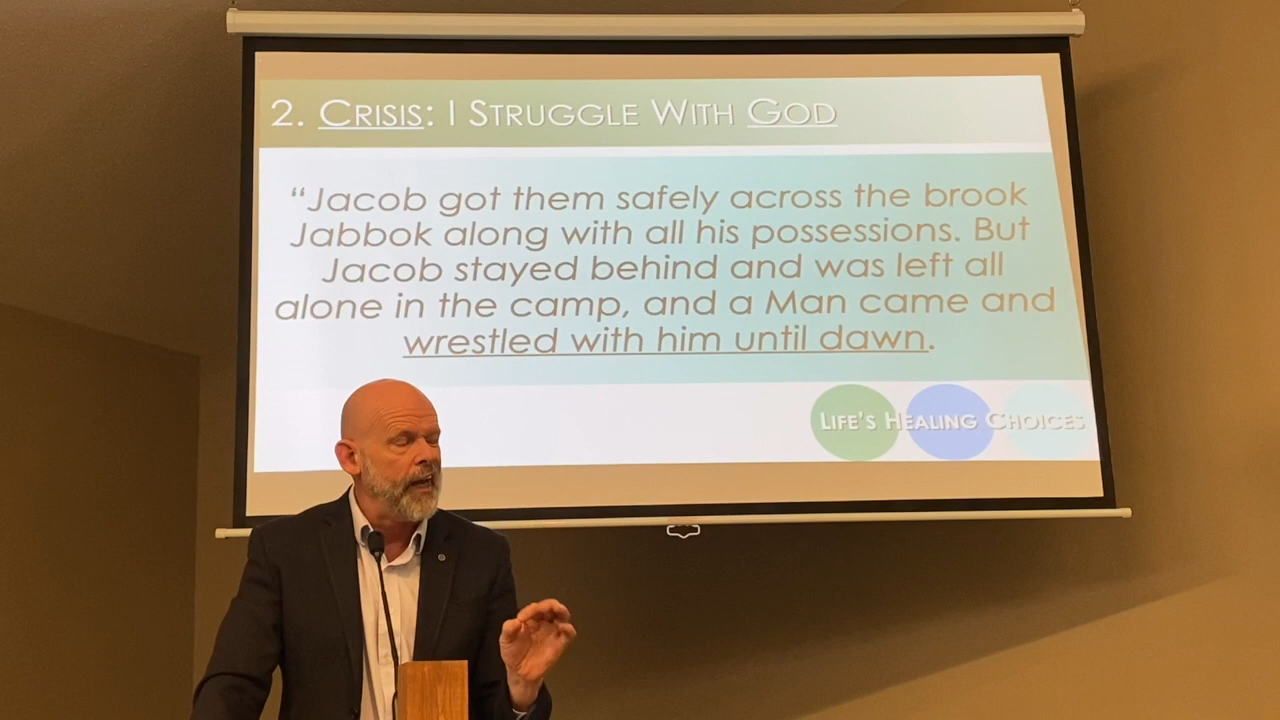 2. CRISIS: I STRUGGLE WITH GOD
“Jacob got them safely across the brook
Jabbok along with all his possessions. But
Jacob stayed behind and was left all
alone in the camp, and a Man came and
wrestled with him until dawn.
LIFE'S HEALING CHOICES